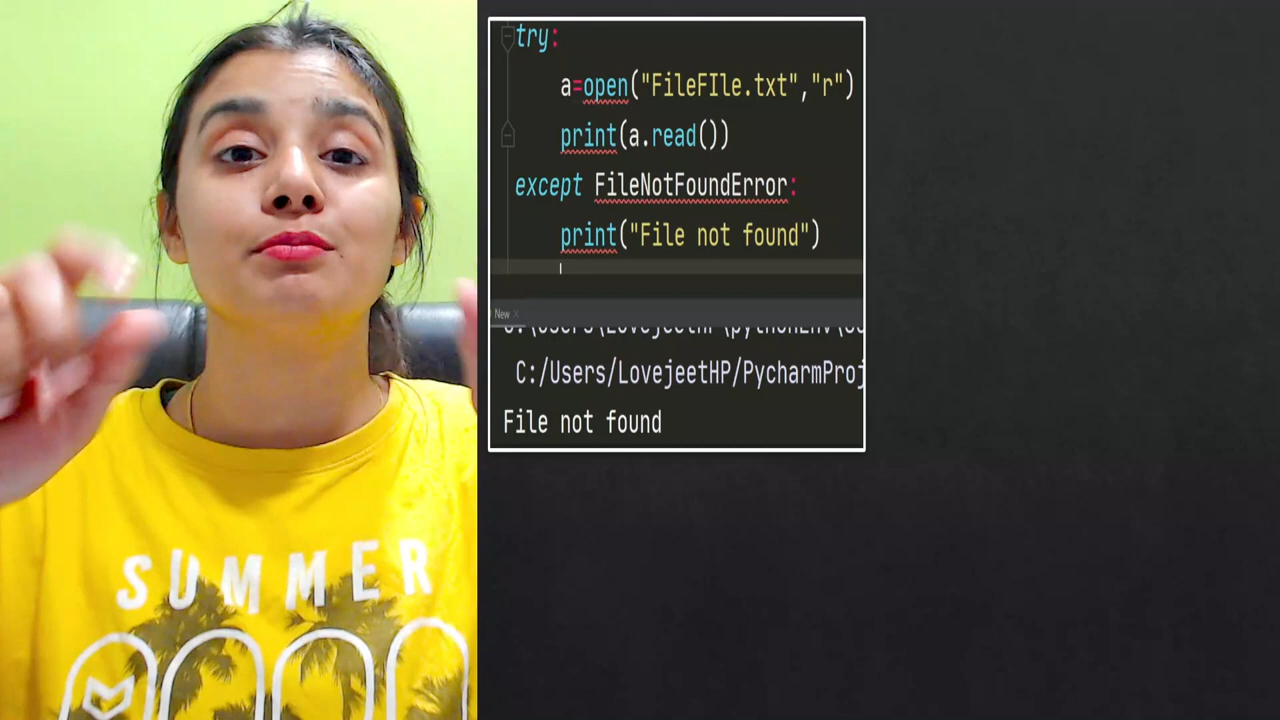 SUMMER
try:
a=open("FileFIle.txt","r")
print(a.read())
except FileNotFoundError:
print("File not found")
New
C:/Users/LovejeetHP/PycharmProj
File not found